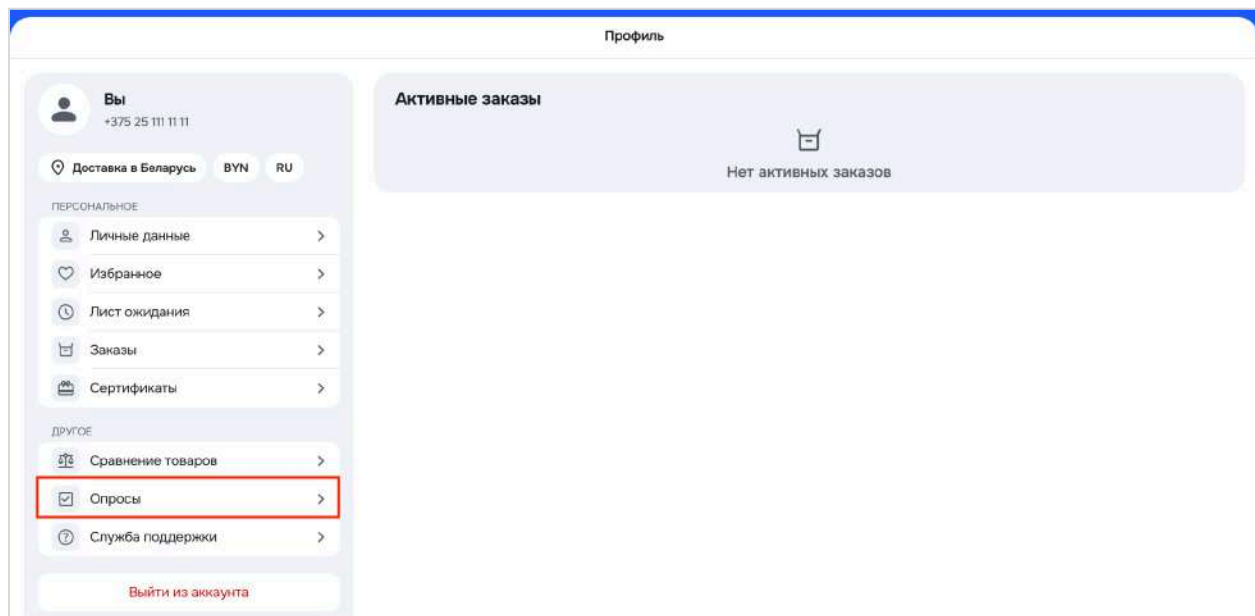 Профиль
Вы
+375 25 111 11 11
Доставка в Беларусь BYN RU
ПЕРСОНАЛЬНОЕ
Личные данные
Избранное
Лист ожидания
Заказы
Сертификаты
ДРУГОЕ
Сравнение товаров
Опросы
Служба поддержки
Выйти из аккаунта
Активные заказы
Нет активных заказов